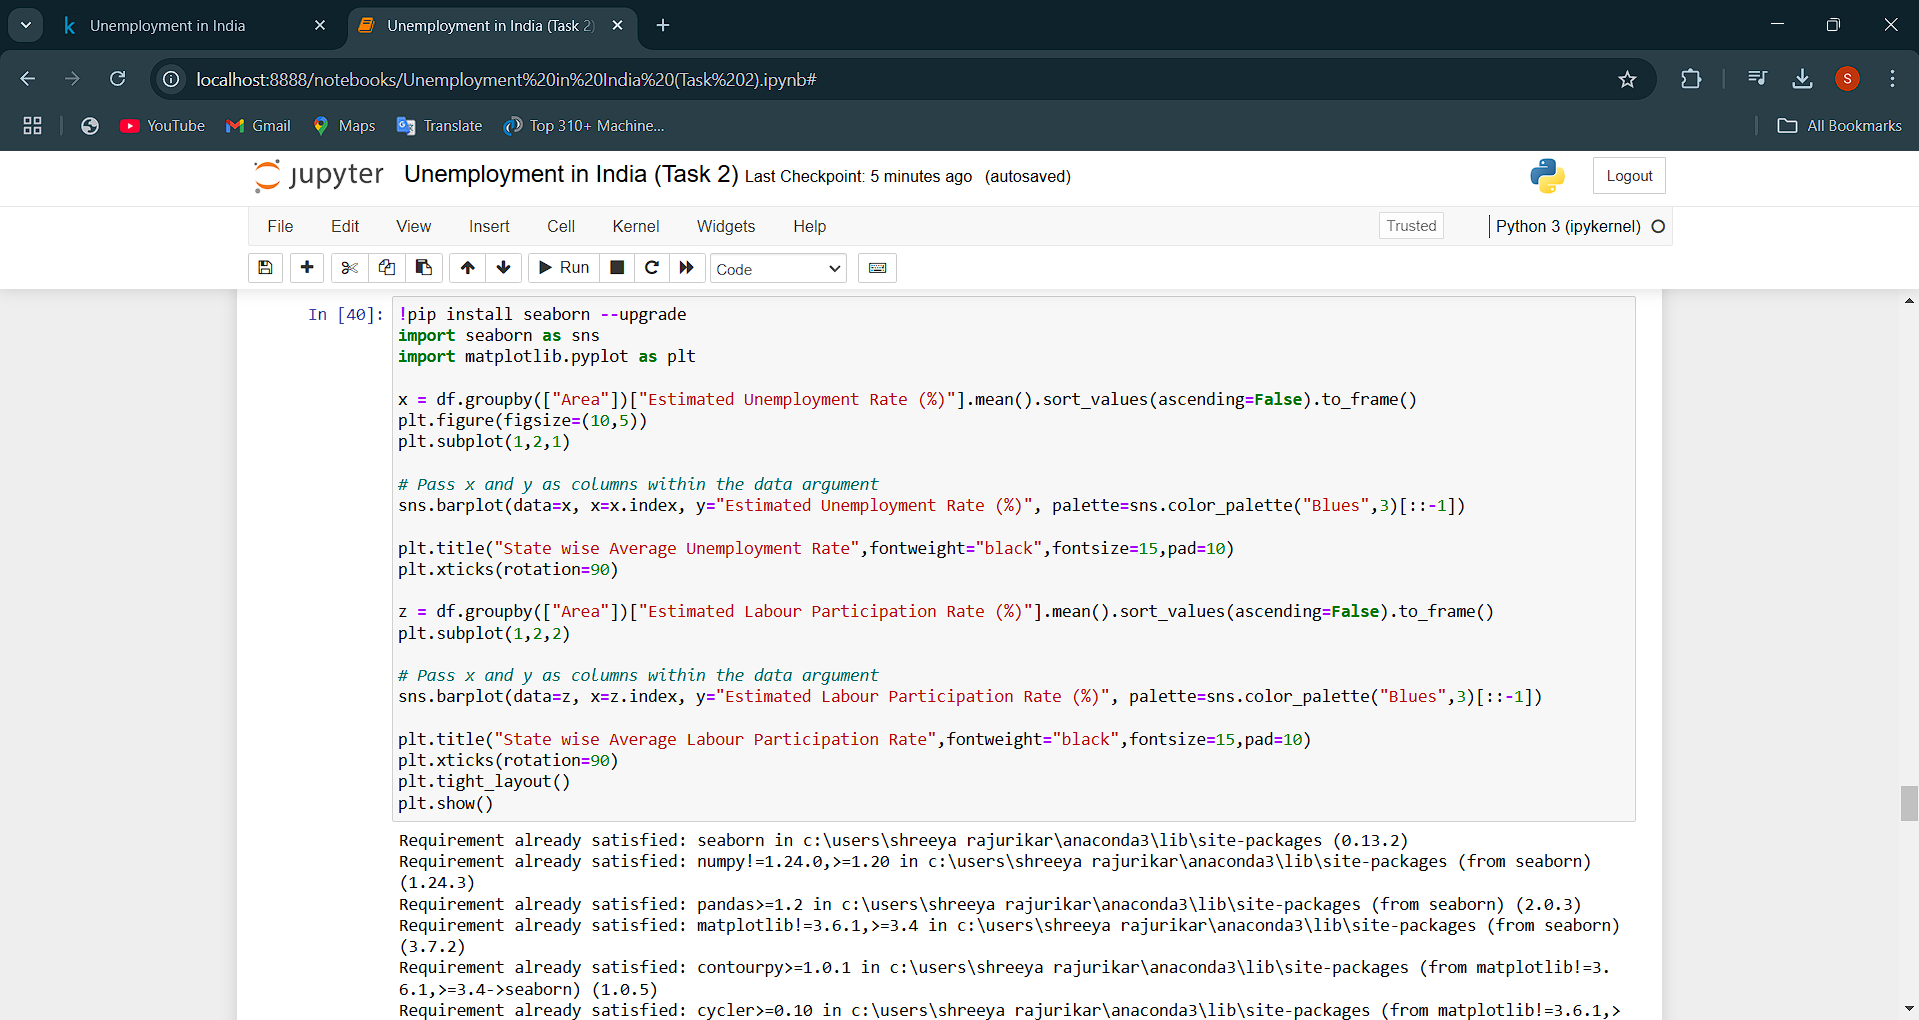 Unemployment in India
Unemployment in India (Task 2)
localhost:8888/notebooks/Unemployment%20in%20India%20(Task%202).ipynb#
S
YouTube
Gmail
Maps
Translate
Top 310+ Machine...
All Bookmarks
jupyter
Unemployment in India (Task 2) Last Checkpoint: 5 minutes ago (autosaved)
Logout
File Edit View Insert Cell Kernel Widgets Help
Trusted
Python 3 (ipykernel)
Run
Code
In [40]:
!pip install seaborn --upgrade
import seaborn as sns
import matplotlib.pyplot as plt
x = df.groupby(["Area"])["Estimated Unemployment Rate (%)"].mean().sort_values(ascending=False).to_frame()
plt.figure(figsize=(10,5))
plt.subplot(1,2,1)
# Pass x and y as columns within the data argument
sns.barplot(data=x, x=x.index, y="Estimated Unemployment Rate (%)", palette=sns.color_palette("Blues",3)[::-1])
plt.title("State wise Average Unemployment Rate",fontweight="black",fontsize=15,pad=10)
plt.xticks(rotation=90)
z = df.groupby(["Area"])["Estimated Labour Participation Rate (%)"].mean().sort_values(ascending=False).to_frame()
plt.subplot(1,2,2)
# Pass x and y as columns within the data argument
sns.barplot(data=z, x=z.index, y="Estimated Labour Participation Rate (%)", palette=sns.color_palette("Blues",3)[::-1])
plt.title("State wise Average Labour Participation Rate",fontweight="black",fontsize=15,pad=10)
plt.xticks(rotation=90)
plt.tight_layout()
plt.show()
Requirement already satisfied: seaborn in c:\users\shreeya rajurikar\anaconda3\lib\site-packages (0.13.2)
Requirement already satisfied: numpy!=1.24.0,>=1.20 in c:\users\shreeya rajurikar\anaconda3\lib\site-packages (from seaborn)
(1.24.3)
Requirement already satisfied: pandas>=1.2 in c:\users\shreeya rajurikar\anaconda3\lib\site-packages (from seaborn) (2.0.3)
Requirement already satisfied: matplotlib!=3.6.1,>=3.4 in c:\users\shreeya rajurikar\anaconda3\lib\site-packages (from seaborn)
(3.7.2)
Requirement already satisfied: contourpy>=1.0.1 in c:\users\shreeya rajurikar\anaconda3\lib\site-packages (from matplotlib!=3.
6.1,>=3.4->seaborn) (1.0.5)
Requirement already satisfied: cycler>=0.10 in c:\users\shreeya rajurikar\anaconda3\lib\site-packages (from matplotlib!=3.6.1,>